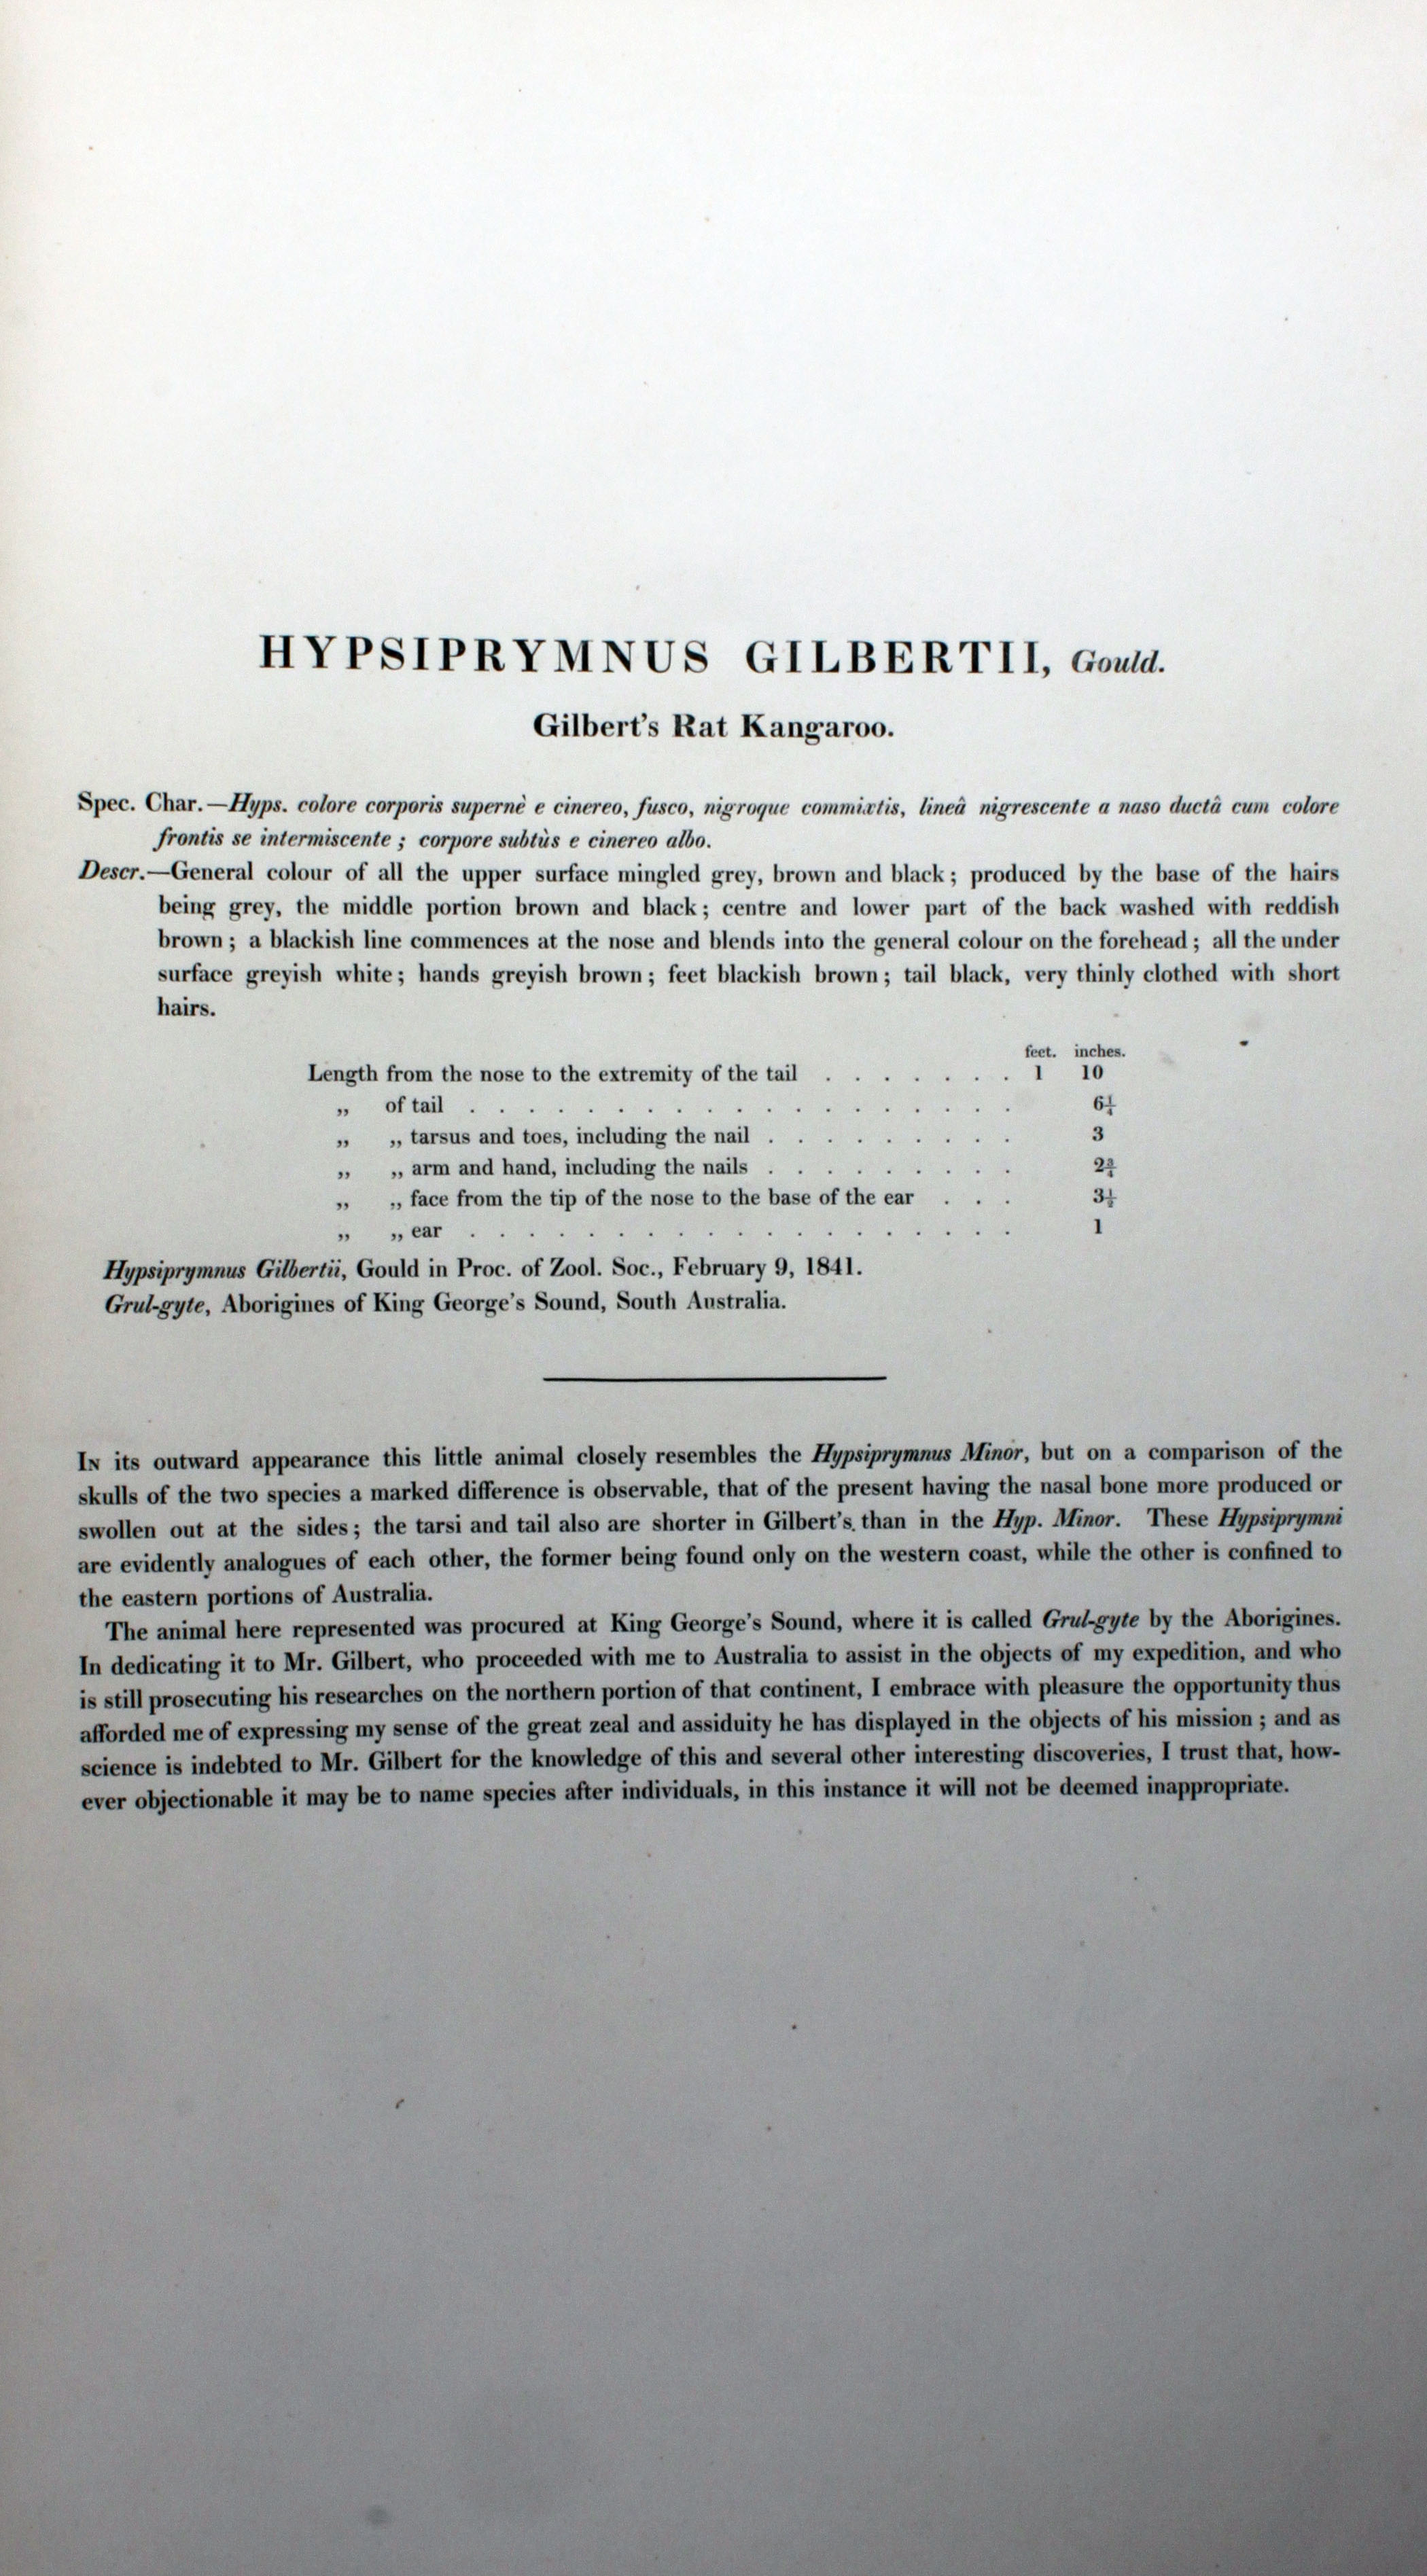 HYPSIPRYMNUS GILBERTII, Gould.
Gilbert's Rat Kangaroo.
Spec. Char.—Hyps. colore corporis supernè e cinereo, fusco, nigroque commixtis, lineâ nigrescente a naso ductâ cum colore
frontis se intermiscente ; corpore subtùs e cinereo albo.
Descr.—General colour of all the upper surface mingled grey, brown and black ; produced by the base of the hairs
being grey, the middle portion brown and black ; centre and lower part of the back washed with reddish
brown ; a blackish line commences at the nose and blends into the general colour on the forehead ; all the under
surface greyish white ; hands greyish brown ; feet blackish brown ; tail black, very thinly clothed with short
hairs.
feet. inches.
Length from the nose to the extremity of the tail . . . . . . . 1 10
„ of tail . . . . . . . . . . . . . . . . . . . 6
„ „ tarsus and toes, including the nail . . . . . . . . . 3
„ „ arm and hand, including the nails . . . . . . . . . 2
„ „ face from the tip of the nose to the base of the ear . . . 3
„ „ ear . . . . . . . . . . . . . . . . . . . 1
Hypsiprymnus Gilbertii, Gould in Proc. of Zool. Soc., February 9, 1841.
Grul-gyte, Aborigines of King George's Sound, South Australia.
In its outward appearance this little animal closely resembles the Hypsiprymnus Minor, but on a comparison of the
skulls of the two species a marked difference is observable, that of the present having the nasal bone more produced or
swollen out at the sides ; the tarsi and tail also are shorter in Gilbert's than in the Hyp. Minor. These Hypsiprymni
are evidently analogues of each other, the former being found only on the western coast, while the other is confined to
the eastern portions of Australia.
The animal here represented was procured at King George's Sound, where it is called Grul-gyte by the Aborigines.
In dedicating it to Mr. Gilbert, who proceeded with me to Australia to assist in the objects of my expedition, and who
is still prosecuting his researches on the northern portion of that continent, I embrace with pleasure the opportunity thus
afforded me of expressing my sense of the great zeal and assiduity he has displayed in the objects of his mission ; and as
science is indebted to Mr. Gilbert for the knowledge of this and several other interesting discoveries, I trust that, how-
ever objectionable it may be to name species after individuals, in this instance it will not be deemed inappropriate.